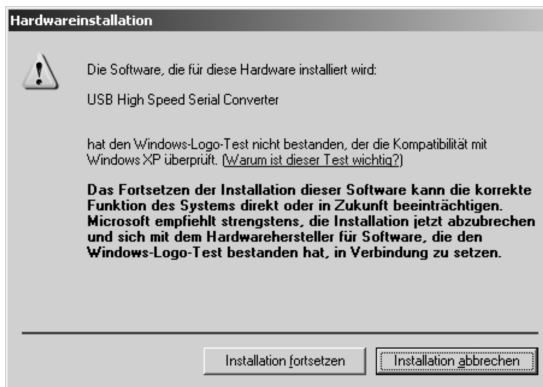 Hardwareinstallation
Die Software, die für diese Hardware installiert wird:
USB High Speed Serial Converter
hat den Windows-Logo-Test nicht bestanden, der die Kompatibilität mit
Windows XP überprüft. (Warum ist dieser Test wichtig?)
Das Fortsetzen der Installation dieser Software kann die korrekte
Funktion des Systems direkt oder in Zukunft beeinträchtigen.
Microsoft empfiehlt strengstens, die Installation jetzt abzubrechen
und sich mit dem Hardwarehersteller für Software, die den
Windows-Logo-Test bestanden hat, in Verbindung zu setzen.
Installation fortsetzen
Installation abbrechen